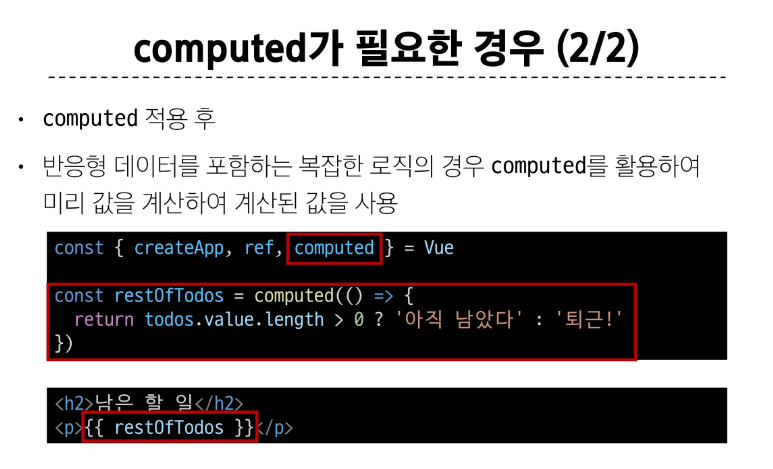 computed가 필요한 경우 (2/2)
• computed 적용 후
• 반응형 데이터를 포함하는 복잡한 로직의 경우 computed를 활용하여
미리 값을 계산하여 계산된 값을 사용
const { createApp, ref, computed } = Vue
const restOfTodos = computed(() => {
  return todos.value.length > 0 ? '아직 남았다' : '퇴근!'
})
<h2>남은 할 일</h2>
<p>{{ restOfTodos }}</p>